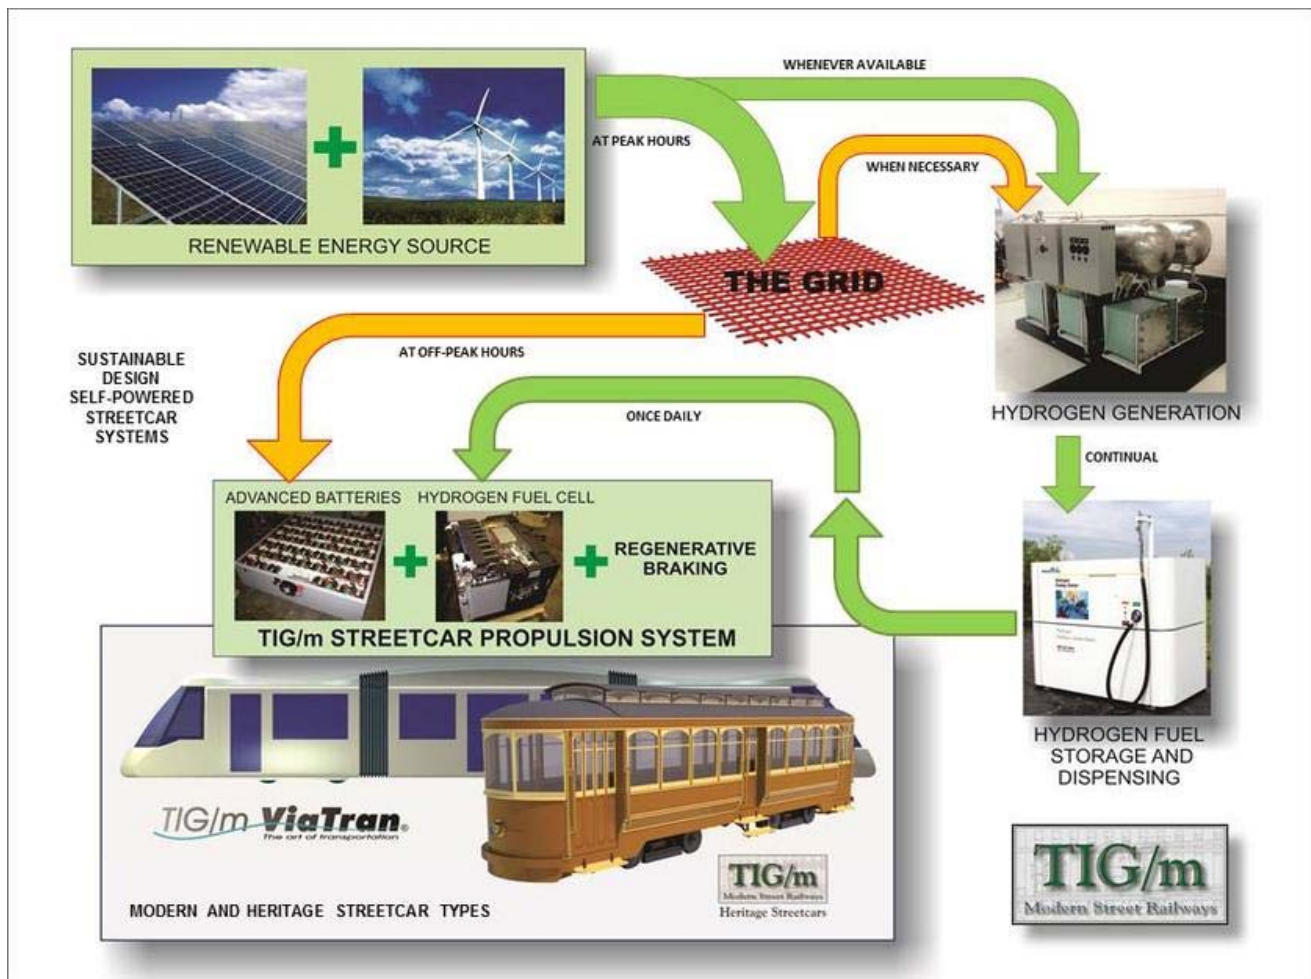 WHENEVER AVAILABLE
AT PEAK HOURS
WHEN NECESSARY
RENEWABLE ENERGY SOURCE
THE GRID
AT OFF-PEAK HOURS
SUSTAINABLE
DESIGN
SELF-POWERED
STREETCAR
SYSTEMS
HYDROGEN GENERATION
ONCE DAILY
CONTINUAL
ADVANCED BATTERIES
HYDROGEN FUEL CELL
REGENERATIVE
BRAKING
TIG/m STREETCAR PROPULSION SYSTEM
HYDROGEN FUEL
STORAGE AND
DISPENSING
TIG/m ViaTran®
The art of transportation
TIG/m
Modern Street Railways
Heritage Streetcars
MODERN AND HERITAGE STREETCAR TYPES
TIG/m
Modern Street Railways